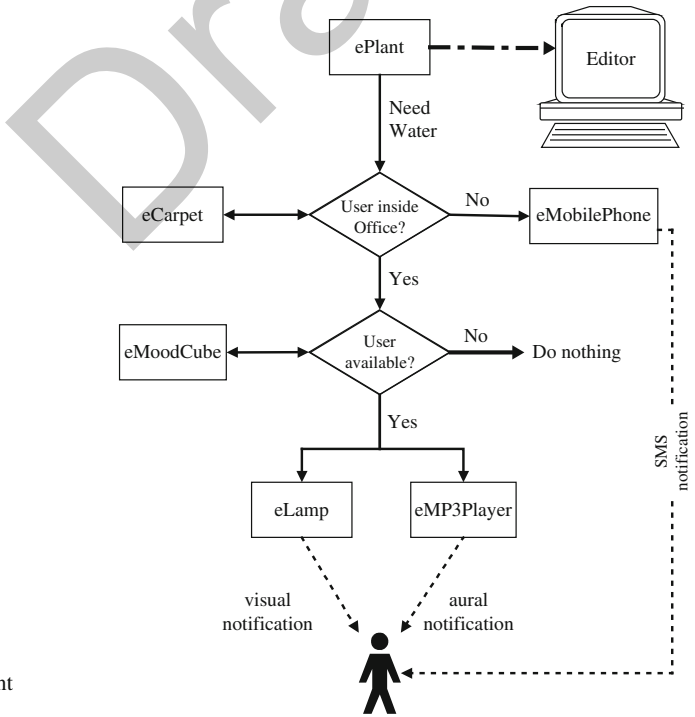 ePlant
Editor
Need
Water
eCarpet
User inside
Office?
No
eMobilePhone
Yes
eMoodCube
User
available?
No
Do nothing
Yes
SMS
notification
eLamp
eMP3Player
visual
notification
aural
notification